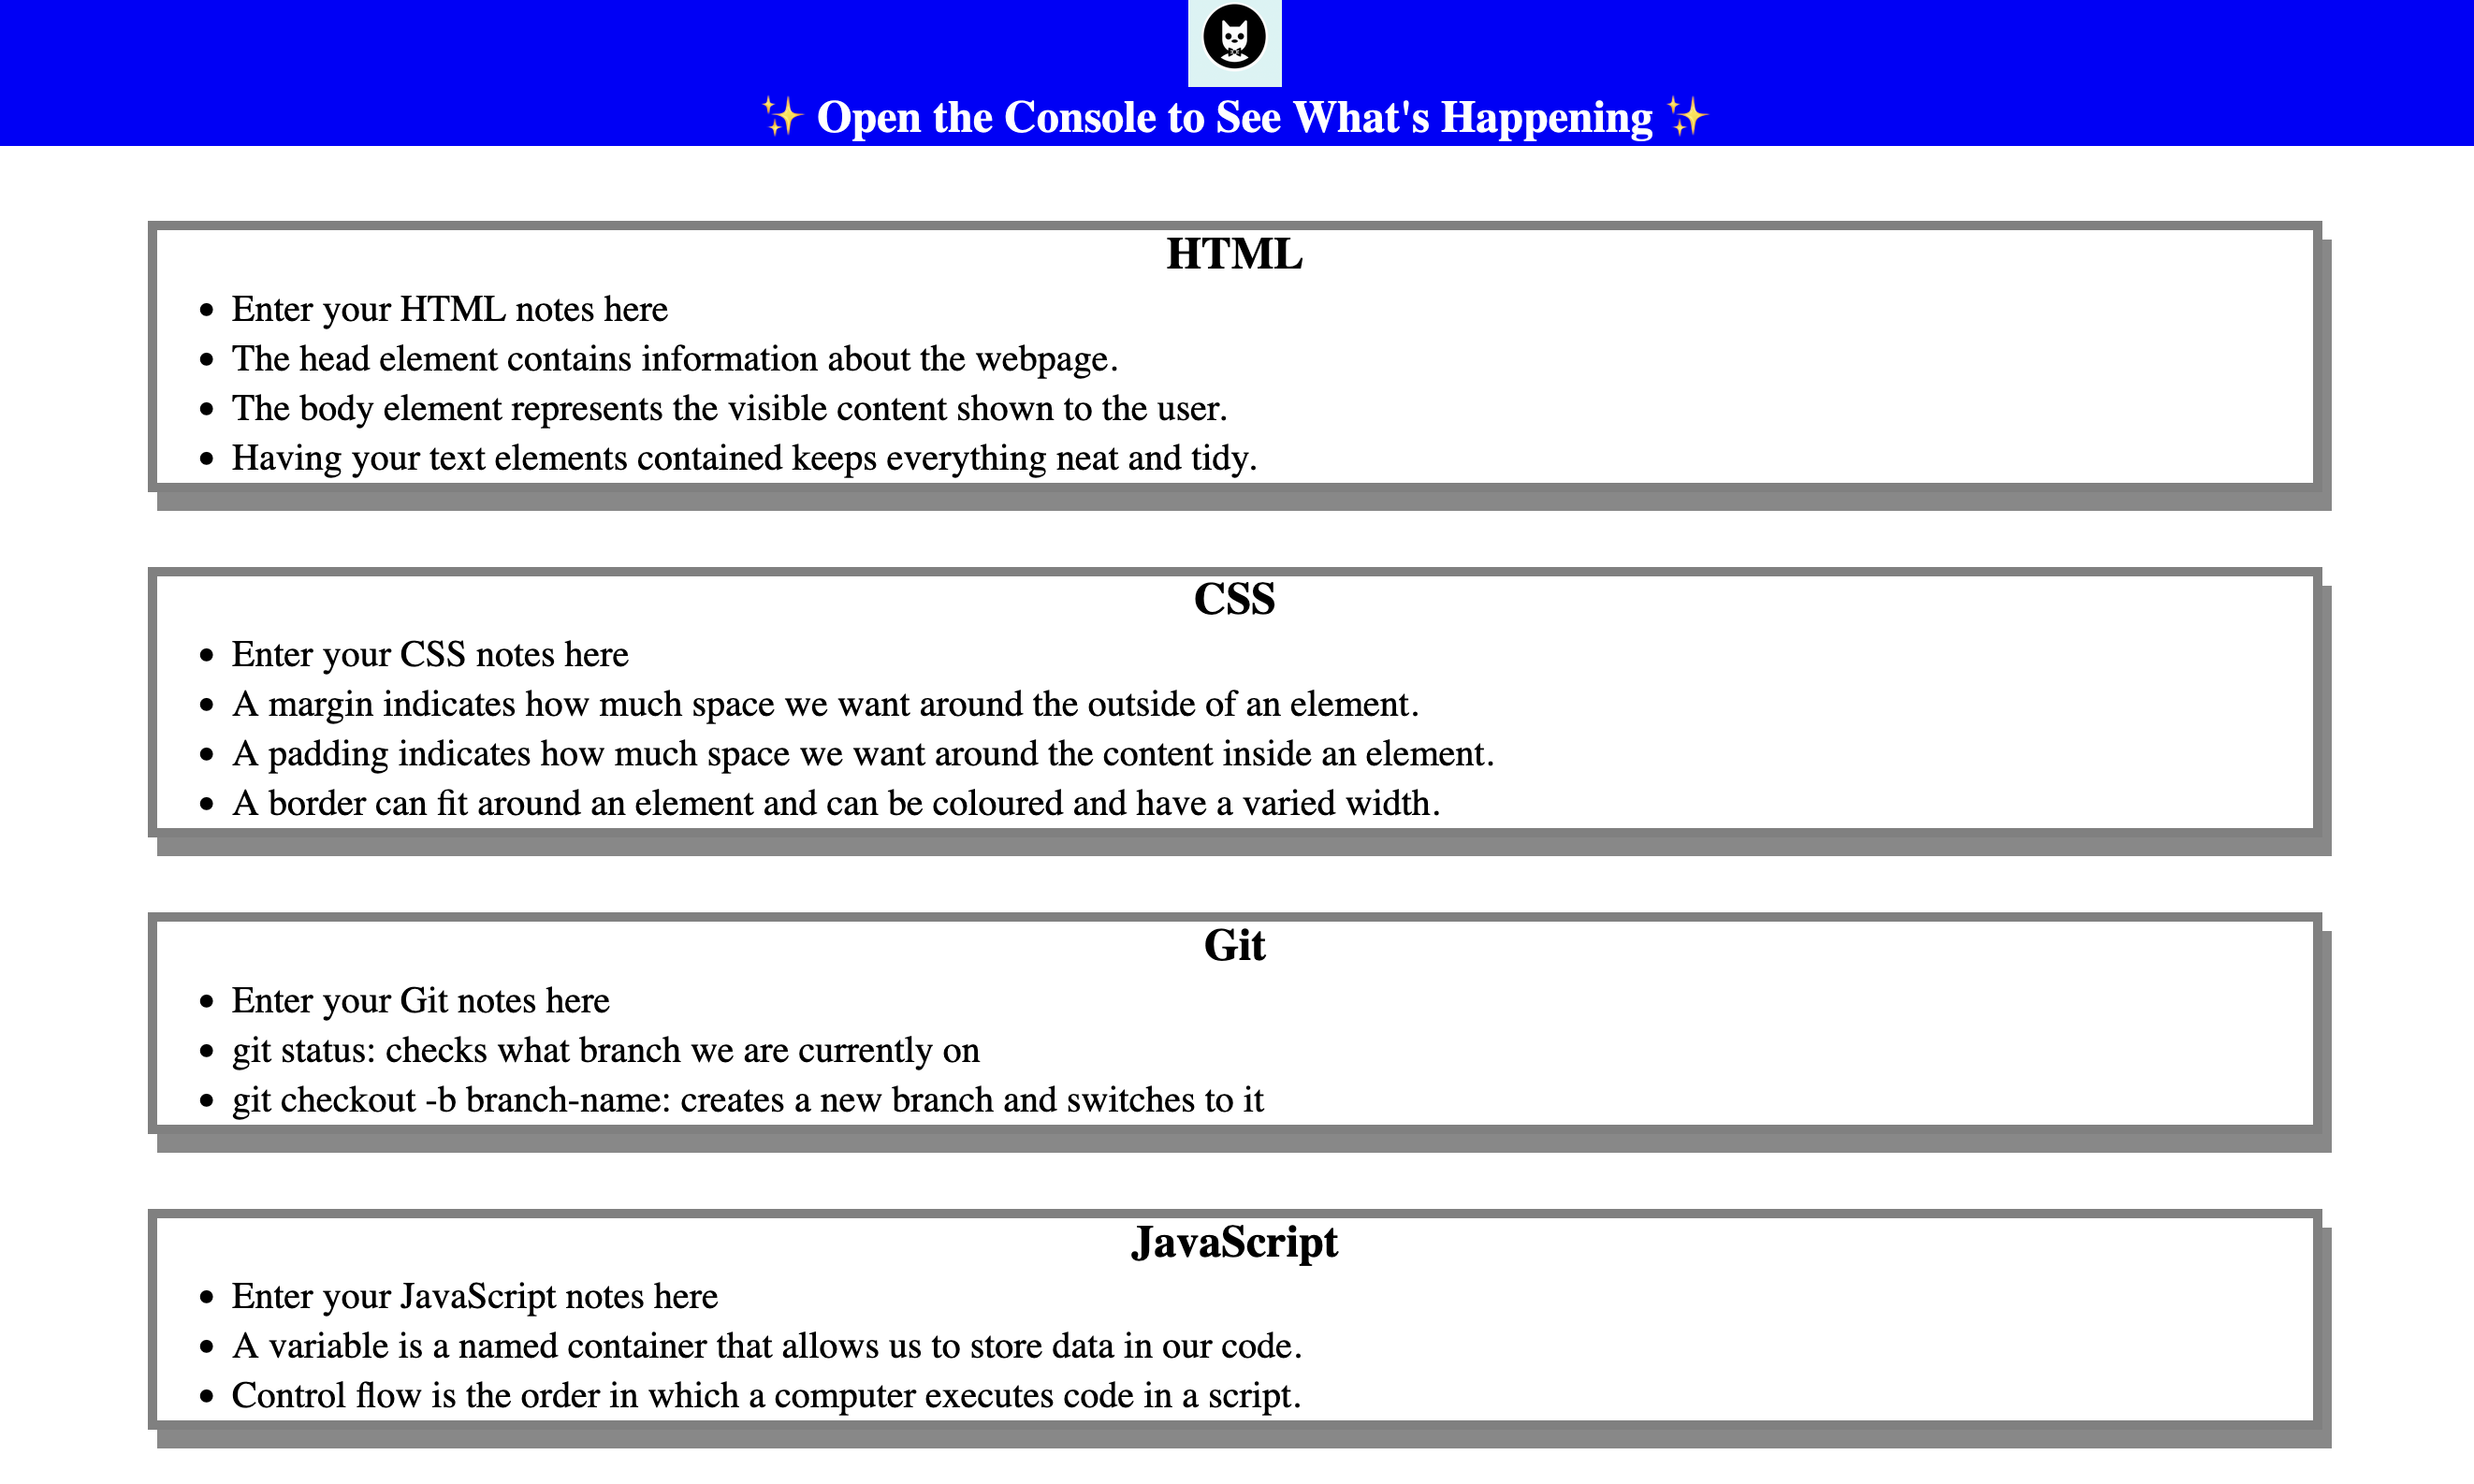 ✨ Open the Console to See What's Happening ✨
HTML
• Enter your HTML notes here
• The head element contains information about the webpage.
• The body element represents the visible content shown to the user.
• Having your text elements contained keeps everything neat and tidy.
CSS
• Enter your CSS notes here
• A margin indicates how much space we want around the outside of an element.
• A padding indicates how much space we want around the content inside an element.
• A border can fit around an element and can be coloured and have a varied width.
Git
• Enter your Git notes here
• git status: checks what branch we are currently on
• git checkout -b branch-name: creates a new branch and switches to it
JavaScript
• Enter your JavaScript notes here
• A variable is a named container that allows us to store data in our code.
• Control flow is the order in which a computer executes code in a script.